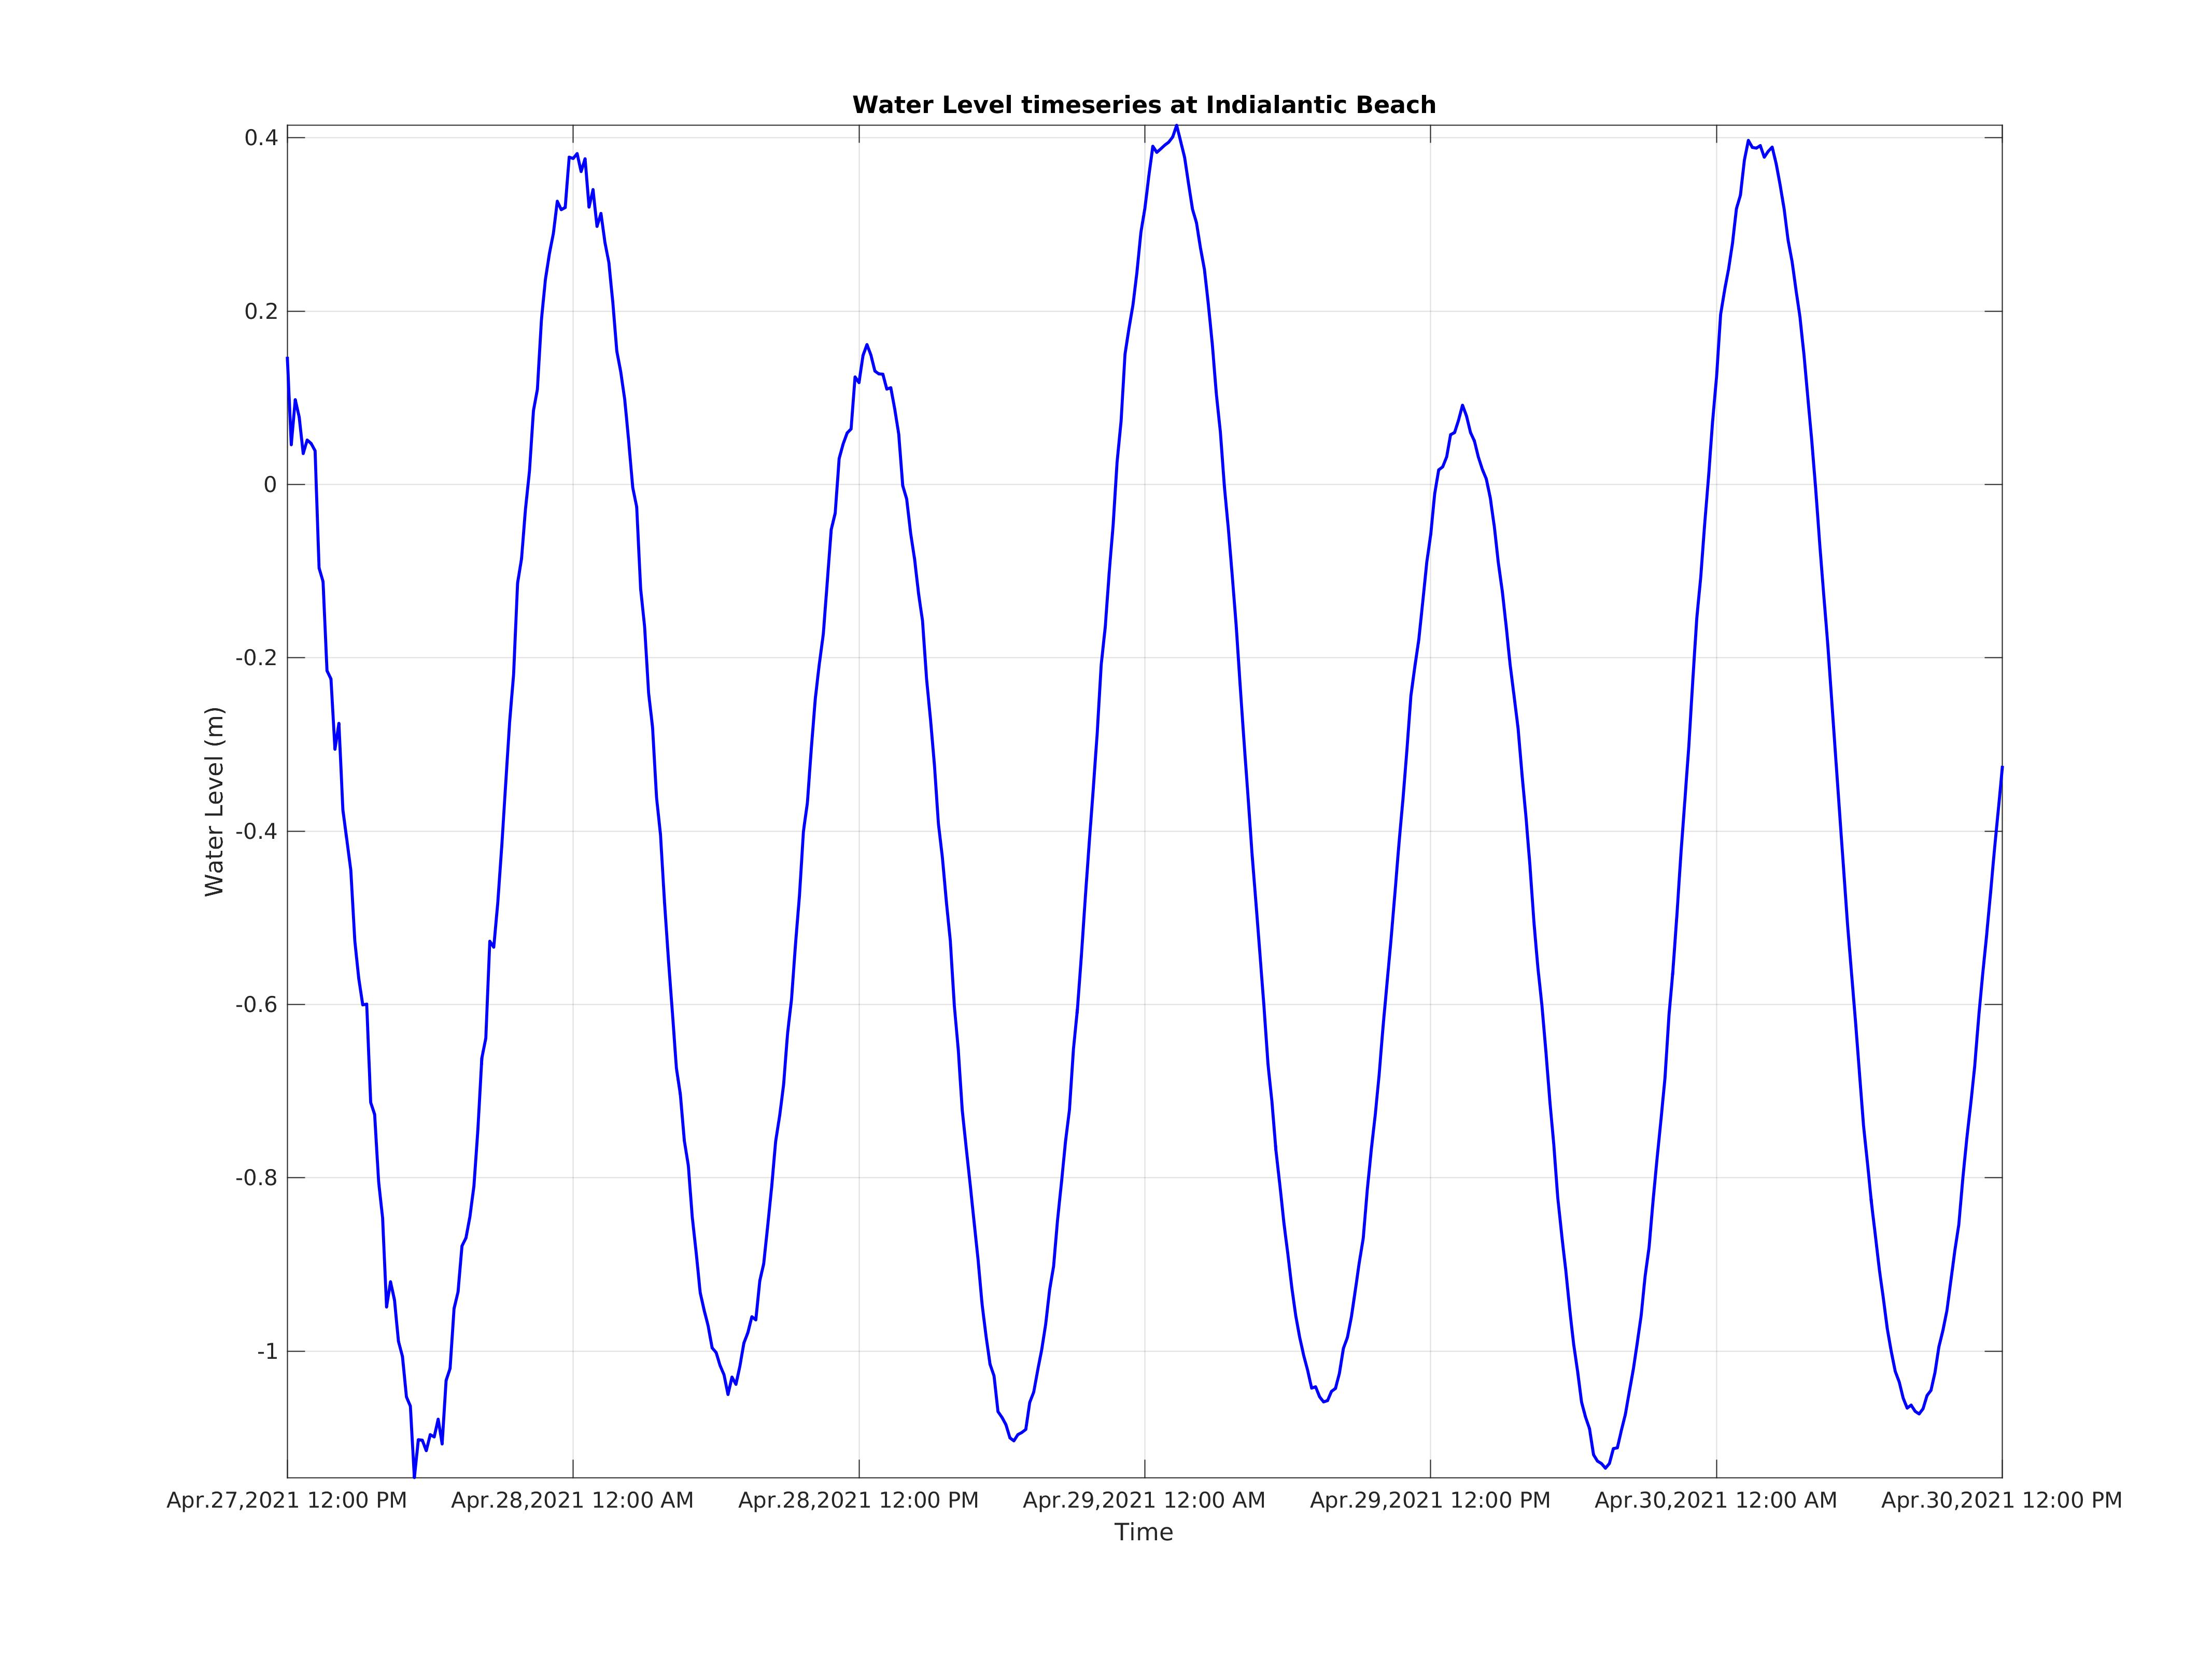 Water Level timeseries at Indialantic Beach
0.4
0.2
0
-0.2
-0.4
-0.6
-0.8
-1
Water Level (m)
Apr.27,2021 12:00 PM Apr.28,2021 12:00 AM Apr.28,2021 12:00 PM Apr.29,2021 12:00 AM Apr.29,2021 12:00 PM Apr.30,2021 12:00 AM Apr.30,2021 12:00 PM
Time